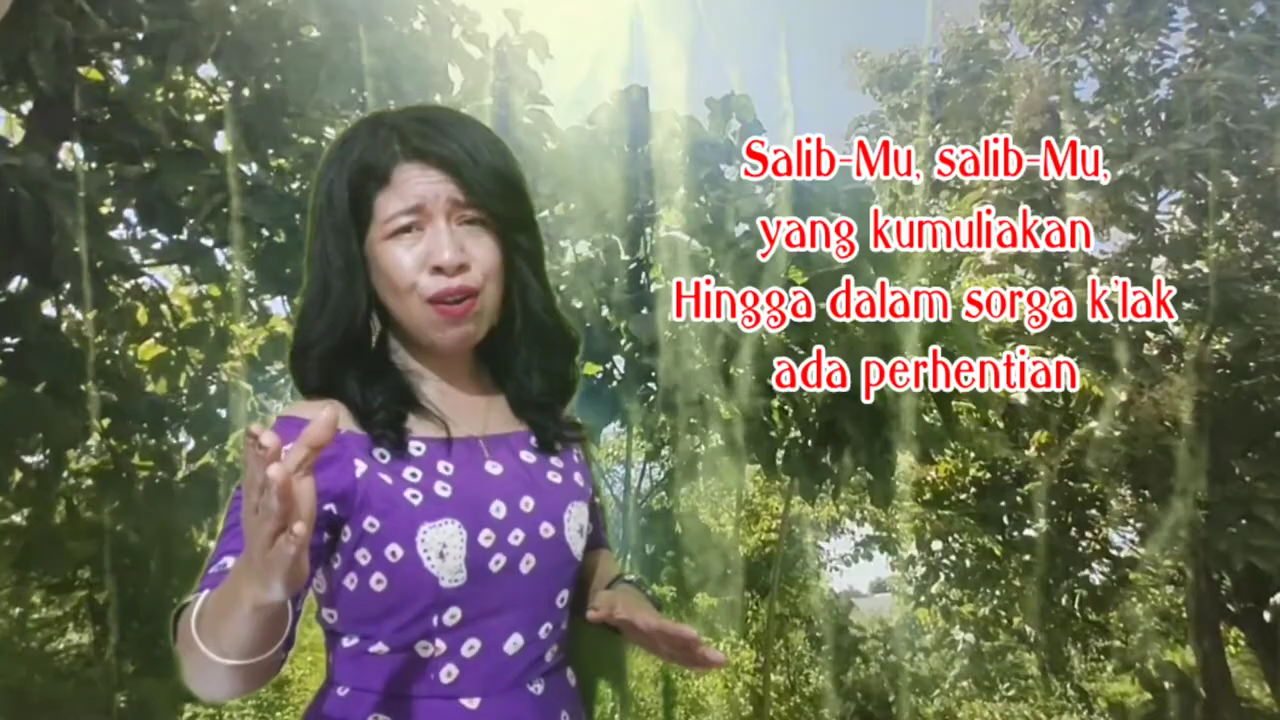 Salib-Mu, salib-Mu,
yang kumuliakan
Hingga dalam sorga k'lak
ada perhentian